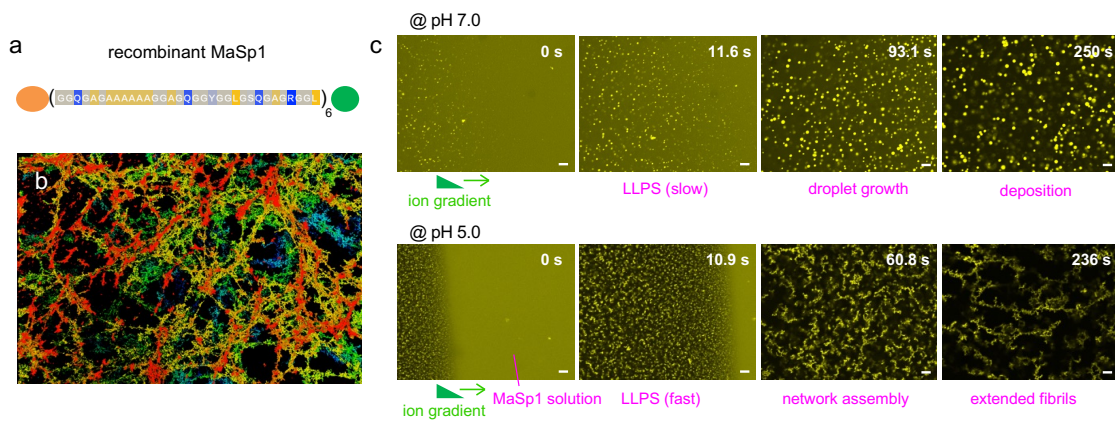 a
recombinant MaSp1
(GGQGAGAAAAAAGGAGQGGYGGLGSQGAGRGGL)6
b
c
@ pH 7.0
0 s
11.6 s
93.1 s
250 s
ion gradient
LLPS (slow)
droplet growth
deposition
@ pH 5.0
0 s
10.9 s
60.8 s
236 s
ion gradient
MaSp1 solution
LLPS (fast)
network assembly
extended fibrils